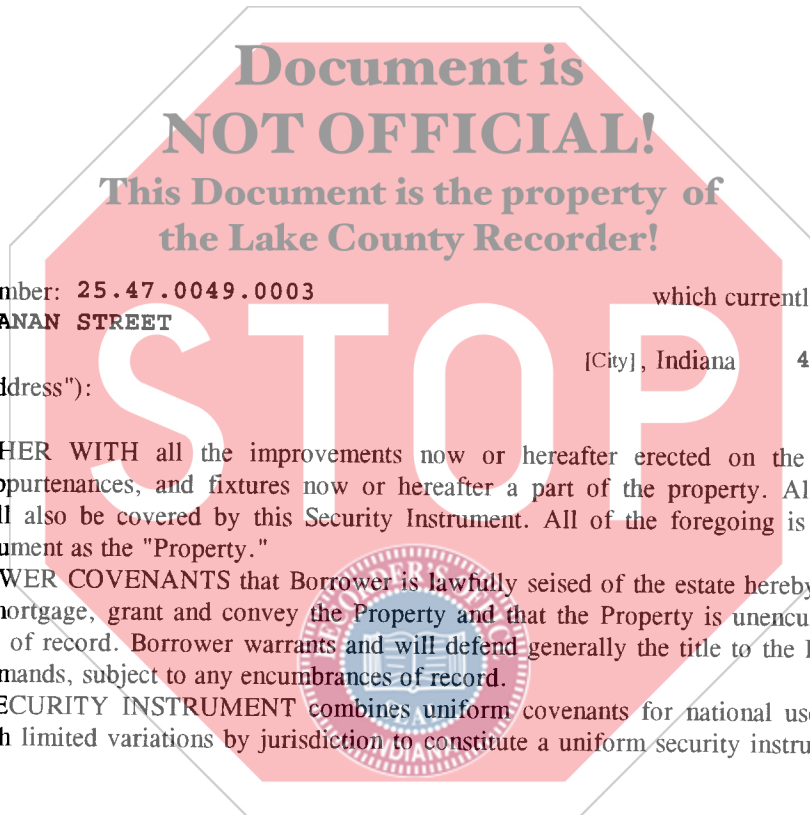 Document is
NOT OFFICIAL!
This Document is the property of
the Lake County Recorder!
mber: 25.47.0049.0003 which currentl
ANAN STREET
[City], Indiana 4
ddress"):
STOP
HER WITH all the improvements now or hereafter erected on the
ppurtenances, and fixtures now or hereafter a part of the property. Al
ll also be covered by this Security Instrument. All of the foregoing is
ument as the "Property."
WER COVENANTS that Borrower is lawfully seised of the estate hereby
nortgage, grant and convey the Property and that the Property is unencu
of record. Borrower warrants and will defend generally the title to the
mands, subject to any encumbrances of record.
ECURITY INSTRUMENT combines uniform covenants for national use
h limited variations by jurisdiction to constitute a uniform security instru
RECORDER'S
SEAL
INDIANA